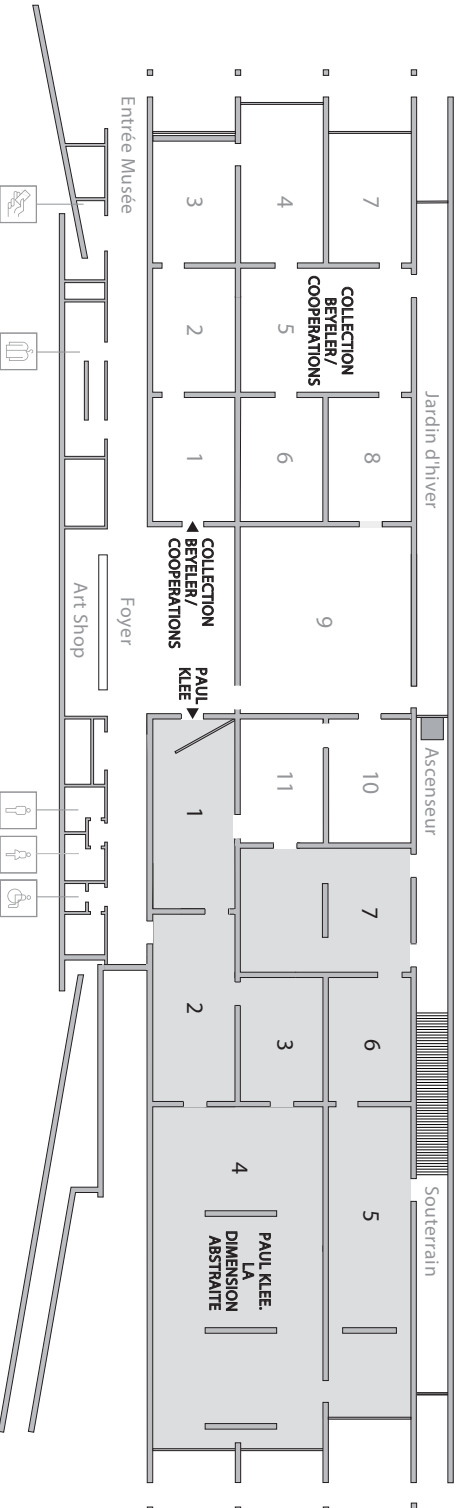 Jardin d'hiver
Ascenseur
Souterrain
7
8
10
7
6
5
COLLECTION
BEYELER /
COOPERATIONS
9
4
5
6
11
3
4
PAUL KLEE.
LA
DIMENSION
ABSTRAITE
3
2
1
COLLECTION
BEYELER /
COOPERATIONS
PAUL
KLEE
1
2
Entrée Musée
Foyer
Art Shop